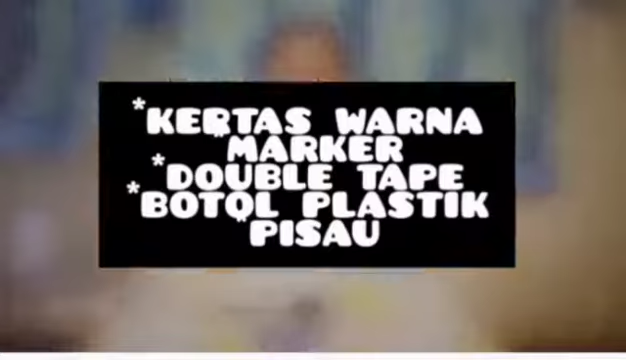 *KERTAS WARNA
*MARKER
*DOUBLE TAPE
*BOTOL PLASTIK
*PISAU